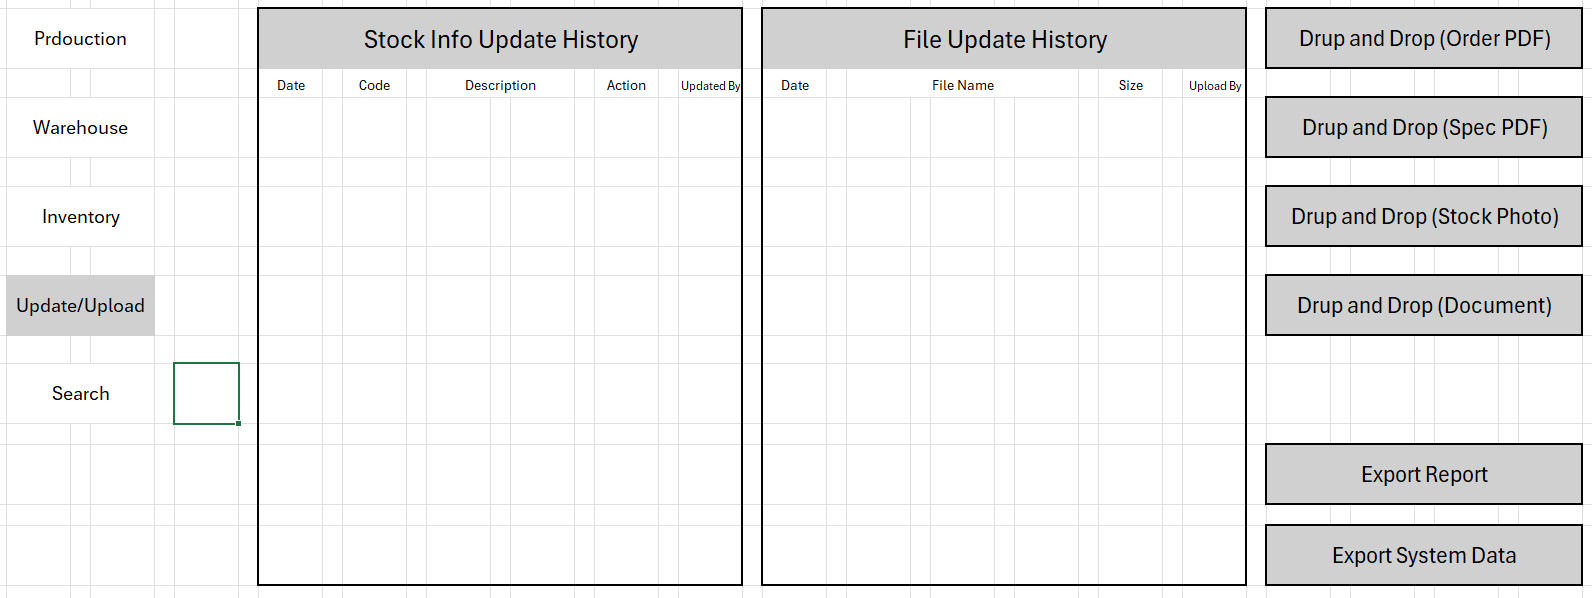 Prdouction
Warehouse
Inventory
Update/Upload
Search
Stock Info Update History
Date Code Description Action Updated By
File Update History
Date File Name Size Upload By
Drup and Drop (Order PDF)
Drup and Drop (Spec PDF)
Drup and Drop (Stock Photo)
Drup and Drop (Document)
Export Report
Export System Data